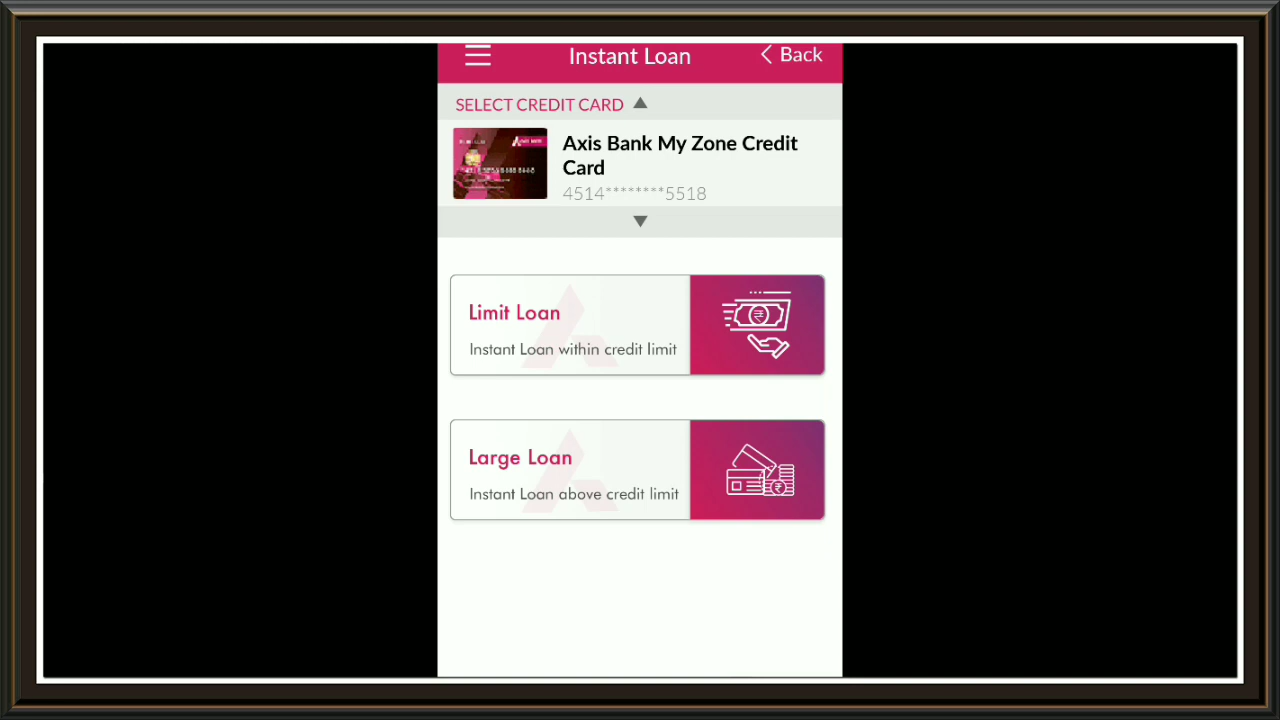 Instant Loan
Back
SELECT CREDIT CARD
Axis Bank My Zone Credit
Card
4514********5518
Limit Loan
Instant Loan within credit limit
Large Loan
Instant Loan above credit limit